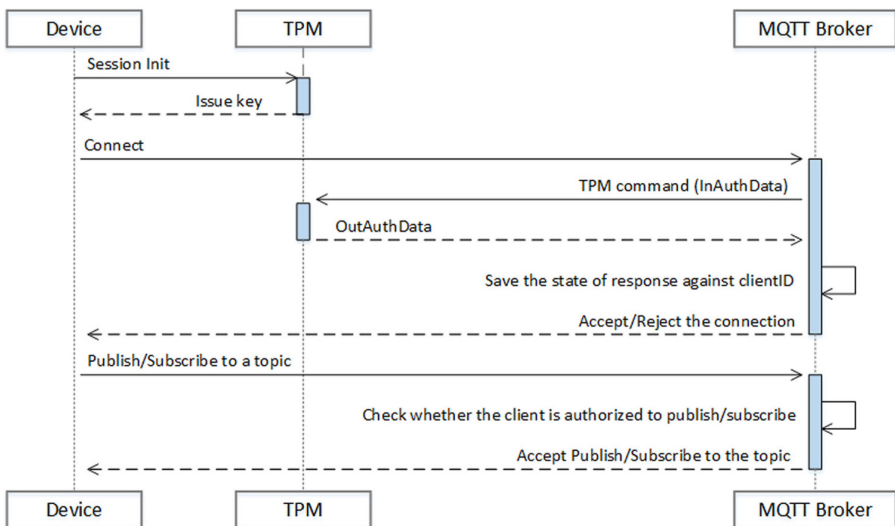 Device
TPM
MQTT Broker
Session Init
Issue key
Connect
TPM command (InAuthData)
OutAuthData
Save the state of response against clientID
Accept/Reject the connection
Publish/Subscribe to a topic
Check whether the client is authorized to publish/subscribe
Accept Publish/Subscribe to the topic
Device
TPM
MQTT Broker